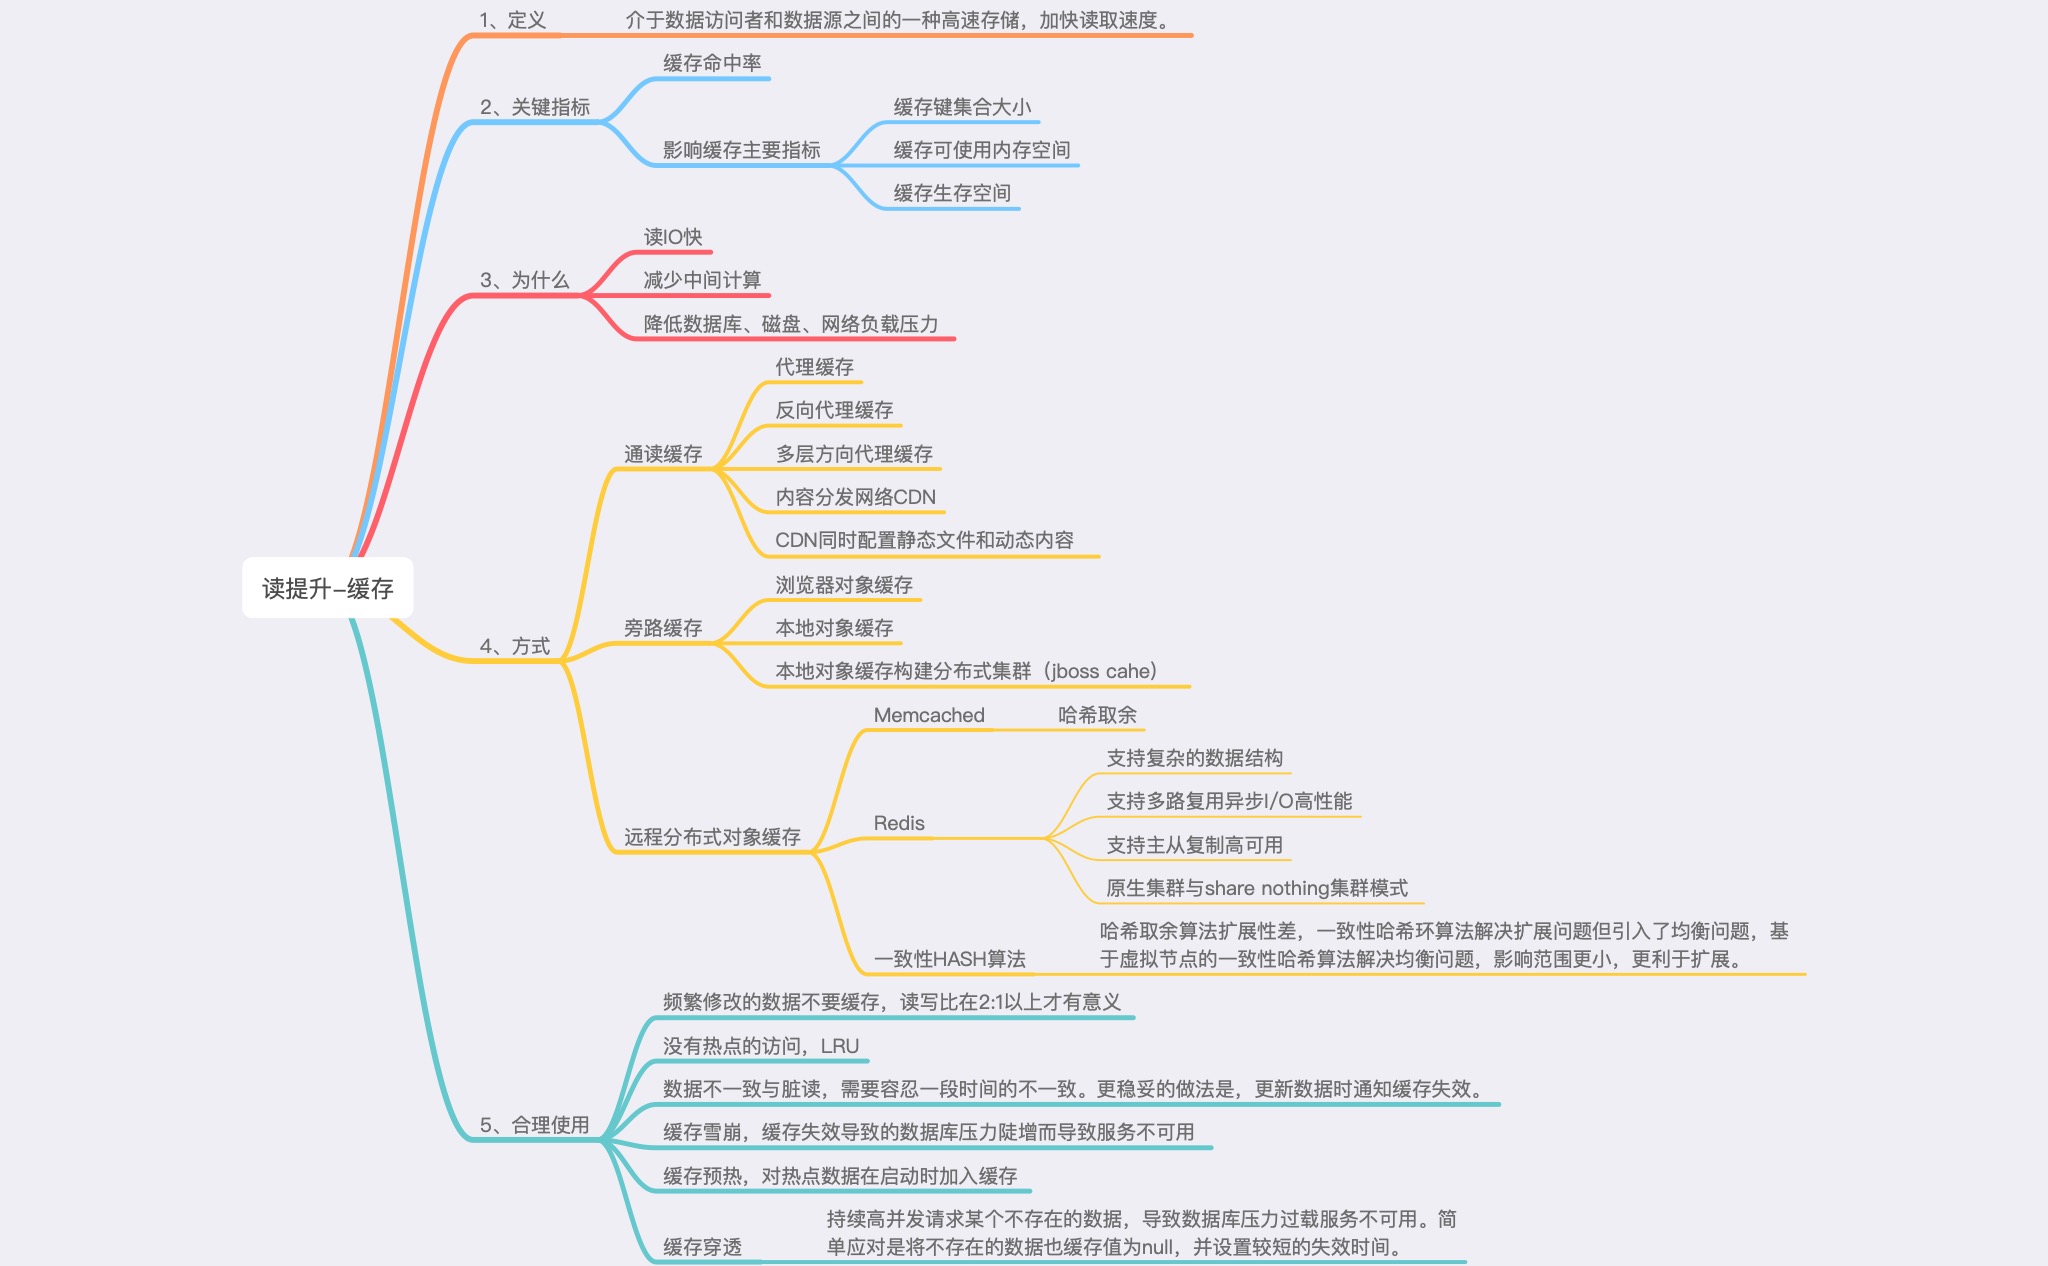 1、定义
介于数据访问者和数据源之间的一种高速存储，加快读取速度。
缓存命中率
2、关键指标
缓存键集合大小
影响缓存主要指标
缓存可使用内存空间
缓存生存空间
读IO快
3、为什么
减少中间计算
降低数据库、磁盘、网络负载压力
代理缓存
反向代理缓存
通读缓存
多层方向代理缓存
内容分发网络CDN
CDN同时配置静态文件和动态内容
读提升-缓存
浏览器对象缓存
4、方式
旁路缓存
本地对象缓存
本地对象缓存构建分布式集群（jboss cahe）
Memcached
哈希取余
支持复杂的数据结构
支持多路复用异步I/O高性能
远程分布式对象缓存
Redis
支持主从复制高可用
原生集群与share nothing集群模式
一致性HASH算法
哈希取余算法扩展性差，一致性哈希环算法解决扩展问题但引入了均衡问题，基
于虚拟节点的一致性哈希算法解决均衡问题，影响范围更小，更利于扩展。
频繁修改的数据不要缓存，读写比在2:1以上才有意义
没有热点的访问，LRU
数据不一致与脏读，需要容忍一段时间的不一致。更稳妥的做法是，更新数据时通知缓存失效。
5、合理使用
缓存雪崩，缓存失效导致的数据库压力陡增而导致服务不可用
缓存预热，对热点数据在启动时加入缓存
缓存穿透
持续高并发请求某个不存在的数据，导致数据库压力过载服务不可用。简
单应对是将不存在的数据也缓存值为null，并设置较短的失效时间。